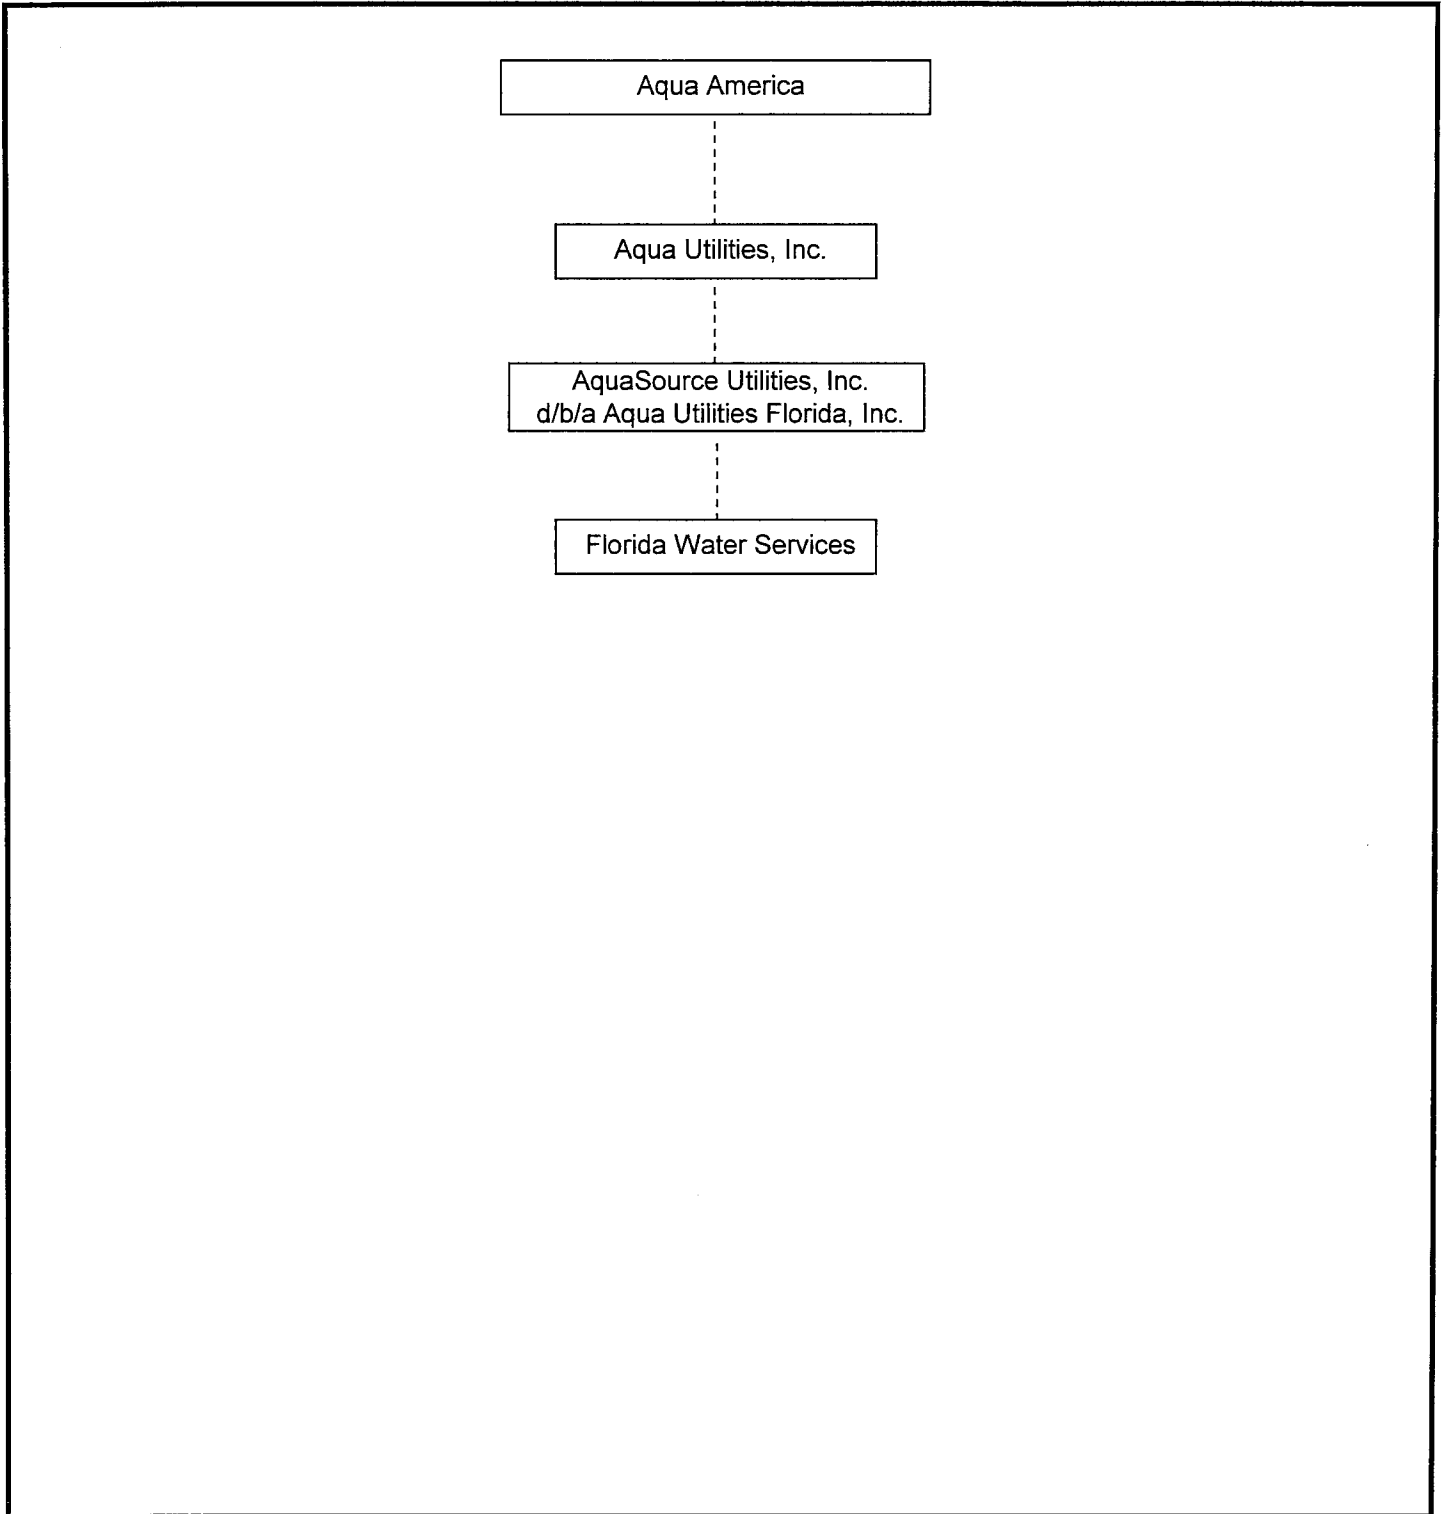 Aqua America
Aqua Utilities, Inc.
AquaSource Utilities, Inc.
d/b/a Aqua Utilities Florida, Inc.
Florida Water Services